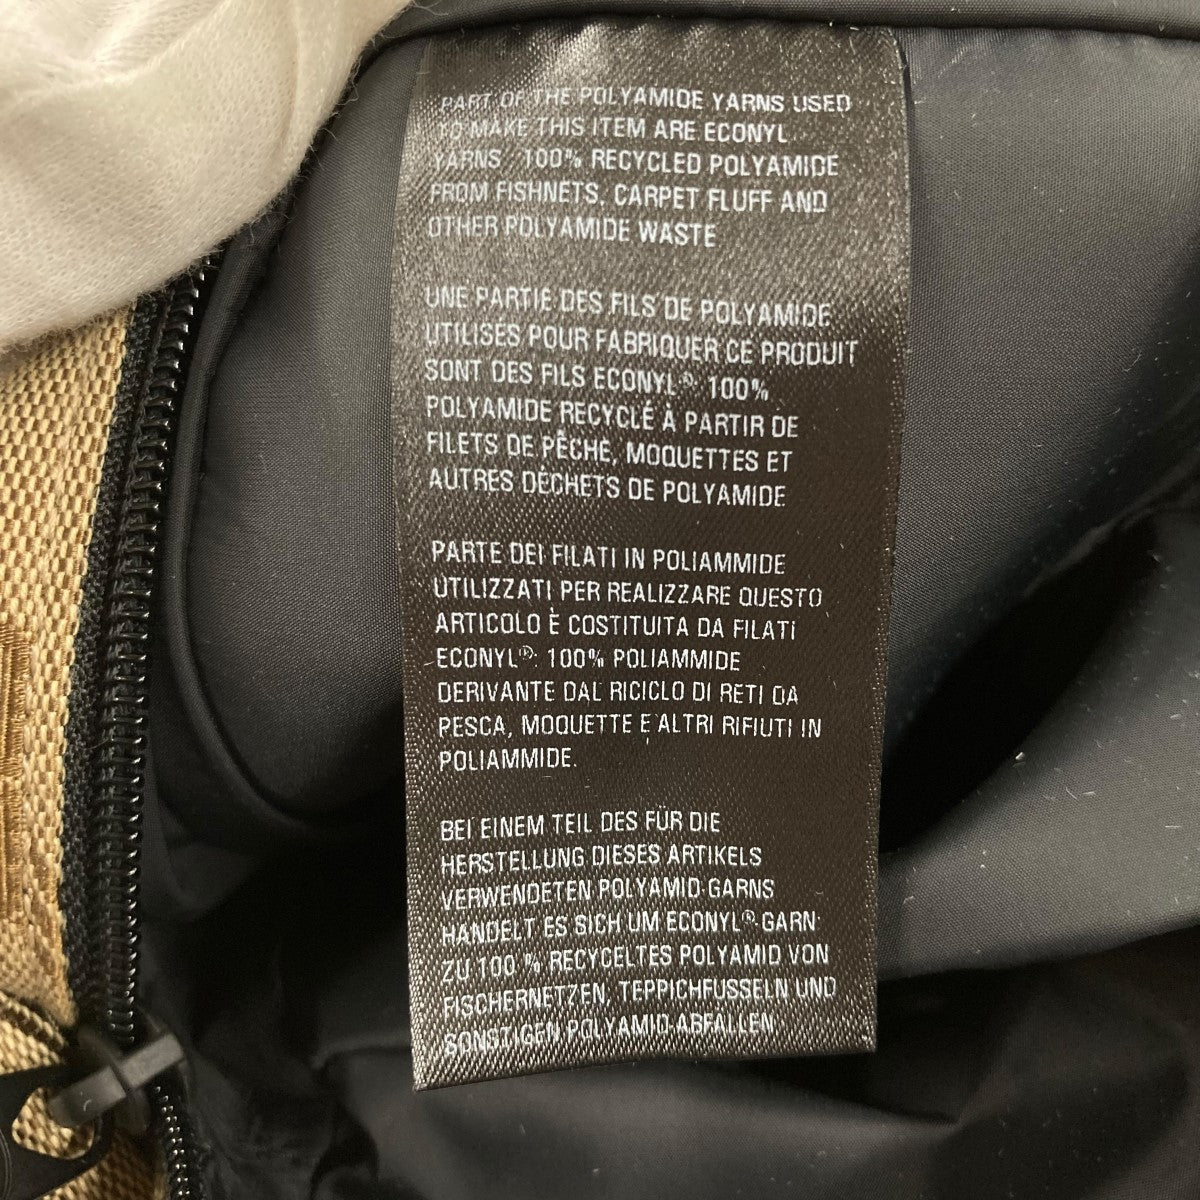 PART OF THE POLYAMIDE YARNS USED
TO MAKE THIS ITEM ARE ECONYL
YARNS 100% RECYCLED POLYAMIDE
FROM FISHNETS, CARPET FLUFF AND
OTHER POLYAMIDE WASTE
UNE PARTIE DES FILS DE POLYAMIDE
UTILISÉS POUR FABRIQUER CE PRODUIT
SONT DES FILS ECONYL®: 100%
POLYAMIDE RECYCLÉ À PARTIR DE
FILETS DE PÊCHE, MOQUETTES ET
AUTRES DÉCHETS DE POLYAMIDE
PARTE DEI FILATI IN POLIAMMIDE
UTILIZZATI PER REALIZZARE QUESTO
ARTICOLO È COSTITUITA DA FILATI
ECONYL®: 100% POLIAMMIDE
DERIVANTE DAL RICICLO DI RETI DA
PESCA, MOQUETTE E ALTRI RIFIUTI IN
POLIAMMIDE.
BEI EINEM TEIL DES FÜR DIE
HERSTELLUNG DIESES ARTIKELS
VERWENDETEN POLYAMID-GARNS
HANDELT ES SICH UM ECONYL®-GARN
ZU 100 % RECYCELTES POLYAMID VON
FISCHERNETZEN, TEPPICHFUSSELN UND
SONSTIGEN POLYAMID-ABFÄLLEN